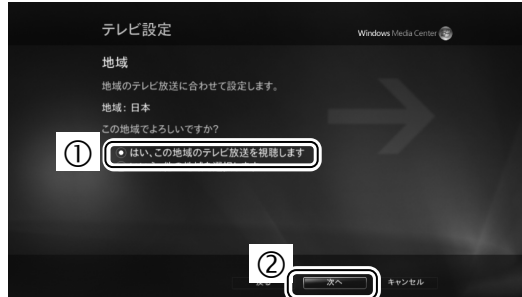 テレビ設定
Windows Media Center
地域
地域のテレビ放送に合わせて設定します。
地域: 日本
この地域でよろしいですか?
①
はい、この地域のテレビ放送を視聴します
②
次へ
キャンセル